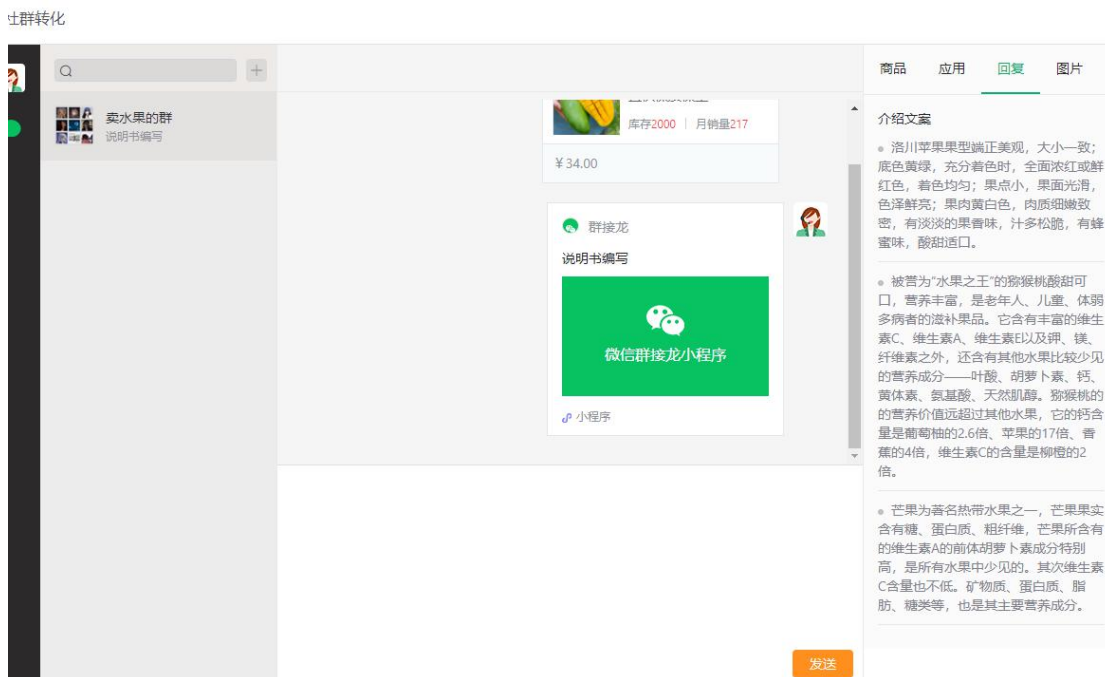 社群转化
卖水果的群
说明书编写
库存2000 | 月销量217
¥34.00
群接龙
说明书编写
微信群接龙小程序
小程序
发送
商品 应用 回复 图片
介绍文案
洛川苹果果型端正美观，大小一致；
底色黄绿，充分着色时，全面浓红或鲜
红色，着色均匀；果点小，果面光滑，
色泽鲜亮；果肉黄白色，肉质细嫩致
密，有淡淡的果香味，汁多松脆，有蜂
蜜味，酸甜适口。
被誉为“水果之王”的猕猴桃酸甜可
口，营养丰富，是老年人、儿童、体弱
多病者的滋补果品。它含有丰富的维生
素C、维生素A、维生素E以及钾、镁、
纤维素之外，还含有其他水果比较少见
的营养成分——叶酸、胡萝卜素、钙、
黄体素、氨基酸、天然肌醇。猕猴桃的
的营养价值远超过其他水果，它的钙含
量是葡萄柚的2.6倍、苹果的17倍、香
蕉的4倍，维生素C的含量是柳橙的2
倍。
芒果为著名热带水果之一，芒果果实
含有糖、蛋白质、粗纤维，芒果所含有
的维生素A的前体胡萝卜素成分特别
高，是所有水果中少见的。其次维生素
C含量也不低。矿物质、蛋白质、脂
肪、糖类等，也是其主要营养成分。